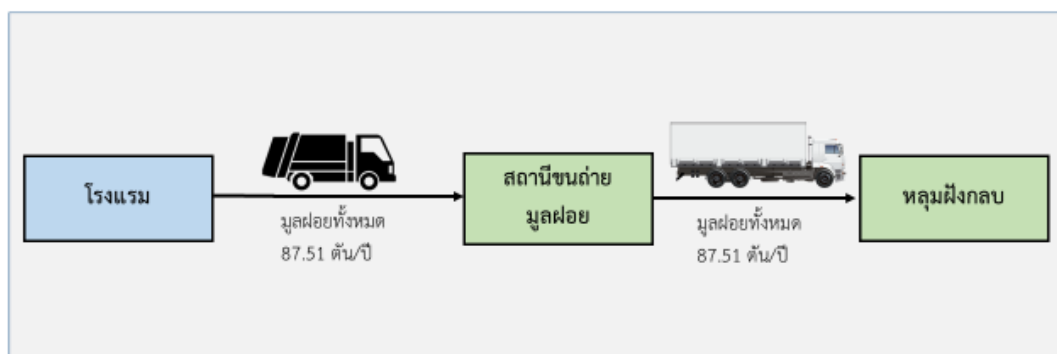 โรงแรม
มูลฝอยทั้งหมด
87.51 ตัน/ปี
สถานีขนถ่าย
มูลฝอย
มูลฝอยทั้งหมด
87.51 ตัน/ปี
หลุมฝังกลบ